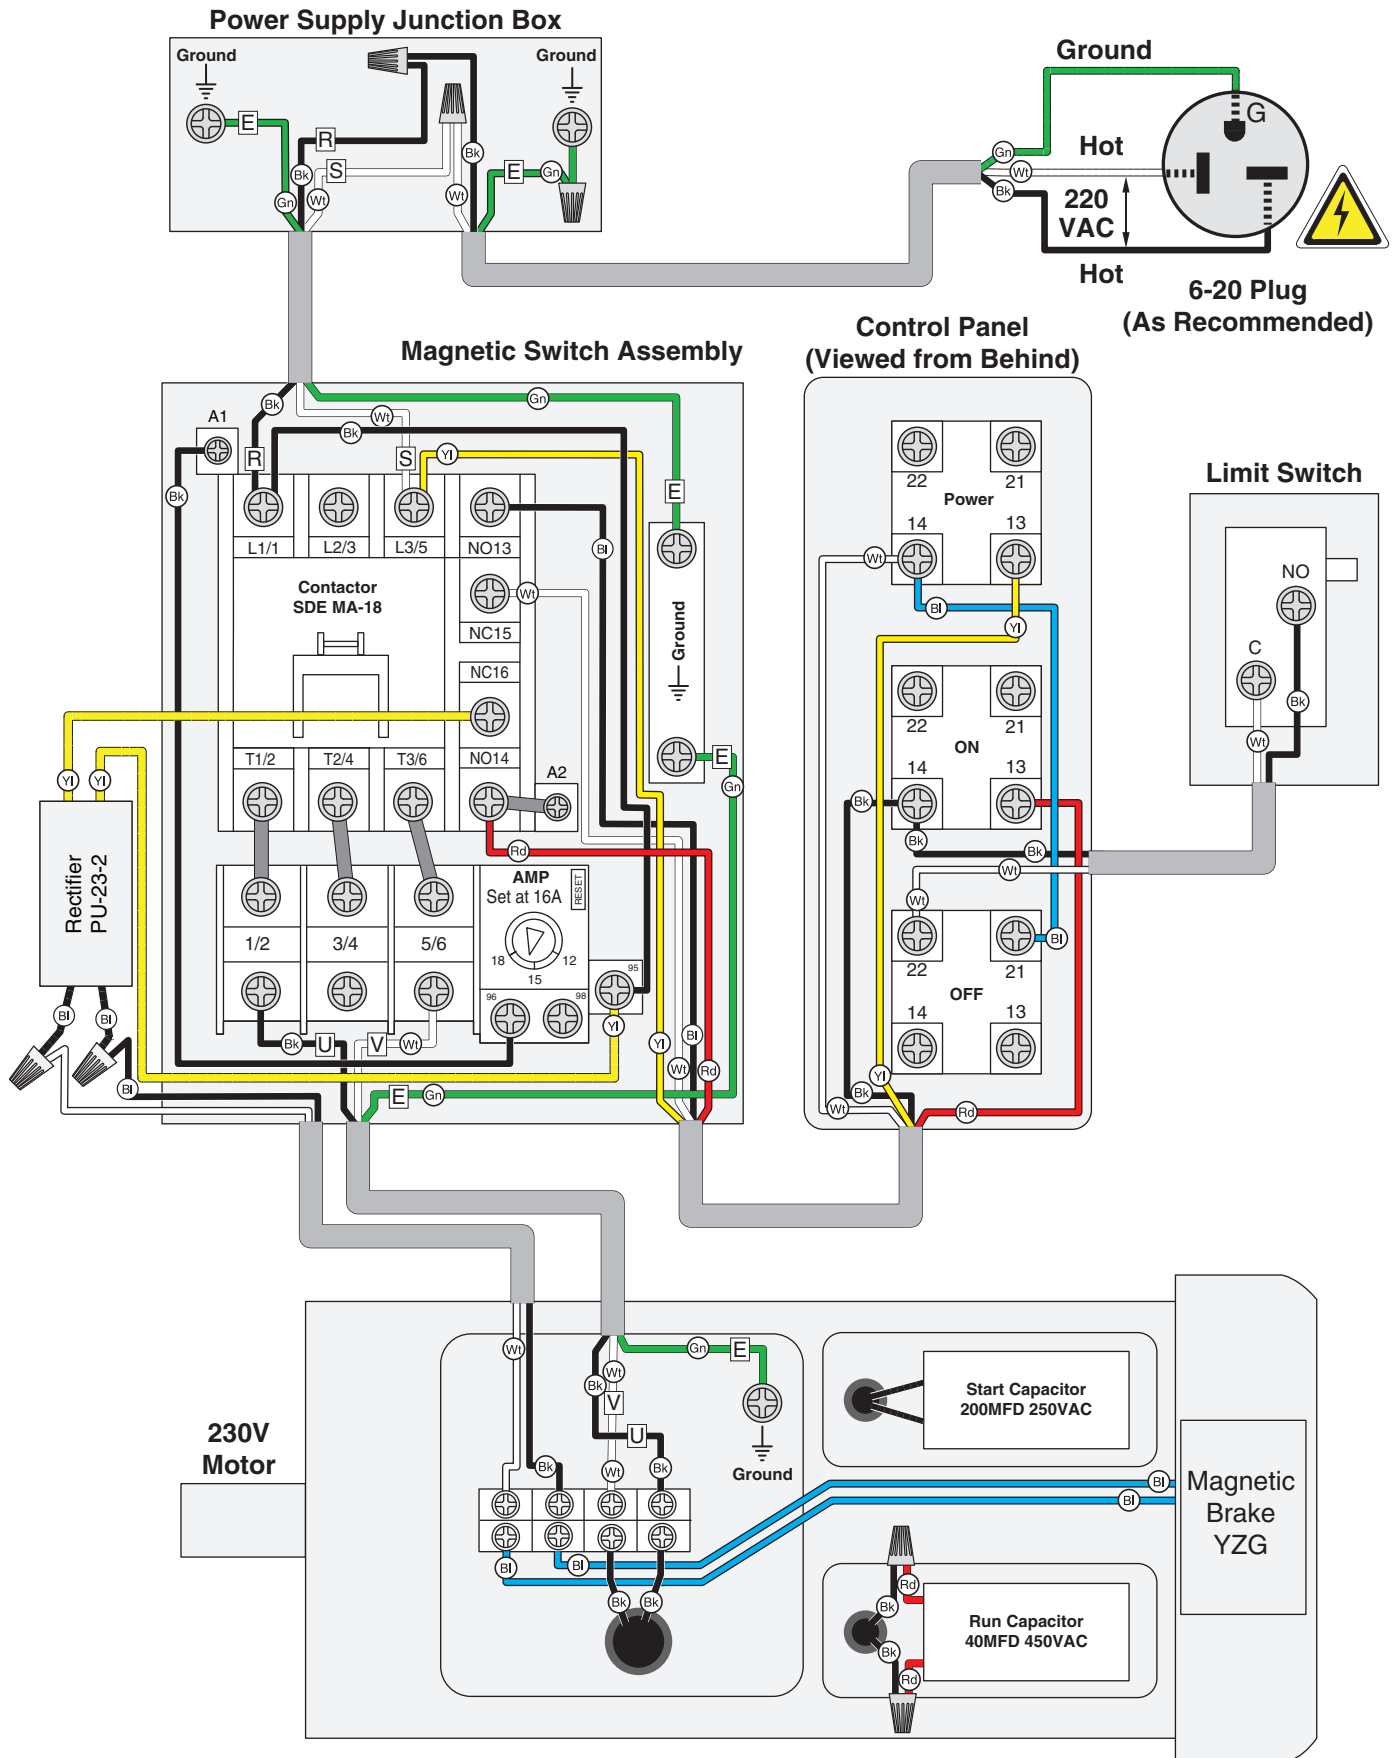 Power Supply Junction Box
Ground
Ground
E
R
S
Bk
Wt
Gn
Bk
Wt
E
Gn
Ground
G
Gn
Wt
Bk
Hot
220
VAC
Hot
6-20 Plug
(As Recommended)
Magnetic Switch Assembly
Gn
Bk
Wt
Bk
A1
R
S
Yl
Bk
E
L1/1
L2/3
L3/5
NO13
Bl
Contactor
SDE MA-18
Wt
NC15
NC16
Ground
T1/2
T2/4
T3/6
NO14
A2
E
Gn
Yl
Yl
Rectifier
PU-23-2
Rd
AMP
Set at 16A
RESET
1/2
3/4
5/6
18
12
15
96
98
95
Bl
Bl
Bk
U
V
Wt
Yl
Yl
Bl
Wt
Rd
Bl
E
Gn
Control Panel
(Viewed from Behind)
22
21
Power
14
13
Wt
Bl
Yl
22
21
ON
14
13
Bk
Bk
Bk
Wt
Wt
Bl
22
21
OFF
14
13
Yl
Bk
Wt
Rd
Limit Switch
NO
C
Bk
Wt
230V
Motor
Wt
Gn
E
Wt
Bk
V
U
Ground
Bk
Wt
Bk
Bl
Bl
Bk
Bk
Start Capacitor
200MFD 250VAC
Bl
Bl
Magnetic
Brake
YZG
Rd
Bk
Run Capacitor
40MFD 450VAC
Bk
Rd